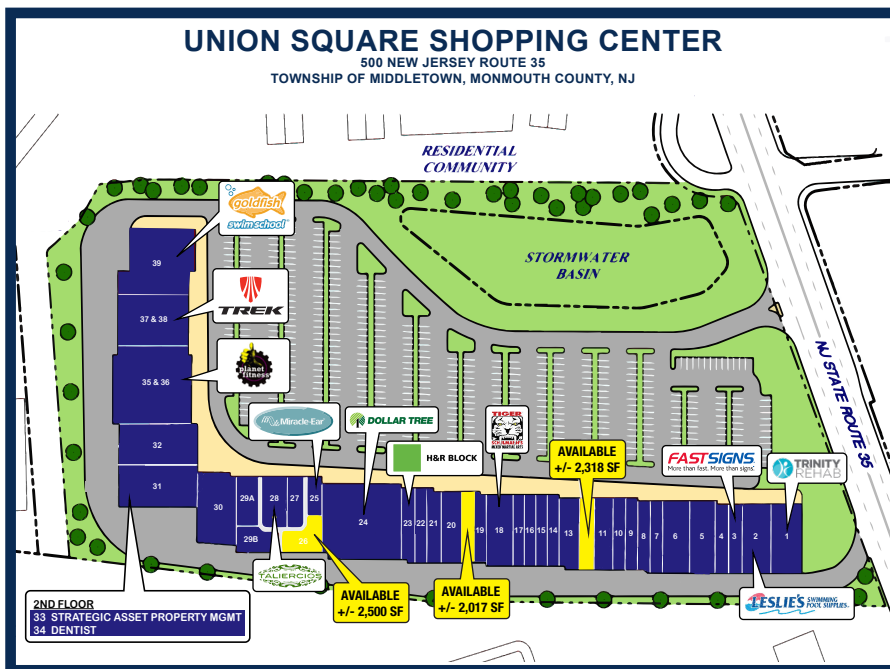 UNION SQUARE SHOPPING CENTER
500 NEW JERSEY ROUTE 35
TOWNSHIP OF MIDDLETOWN, MONMOUTH COUNTY, NJ
RESIDENTIAL
COMMUNITY
goldfish
swim school
39
STORMWATER
BASIN
TREK
37 & 38
NJ STATE ROUTE 35
planet
fitness
35 & 36
Miracle-Ear
DOLLAR TREE
TIGER
SCHULMANN'S
MIXED MARTIAL ARTS
H&R BLOCK
AVAILABLE
+/- 2,318 SF
FASTSIGNS
More than fast. More than signs.
TRINITY
REHAB
32
31
30
29A
28
27
25
24
23
22
21
20
19
18
17
16
15
14
13
11
10
9
8
7
6
5
4
3
2
1
29B
26
TALIERCIO'S
AVAILABLE
+/- 2,500 SF
AVAILABLE
+/- 2,017 SF
LESLIE'S SWIMMING
POOL SUPPLIES
2ND FLOOR
33 STRATEGIC ASSET PROPERTY MGMT
34 DENTIST